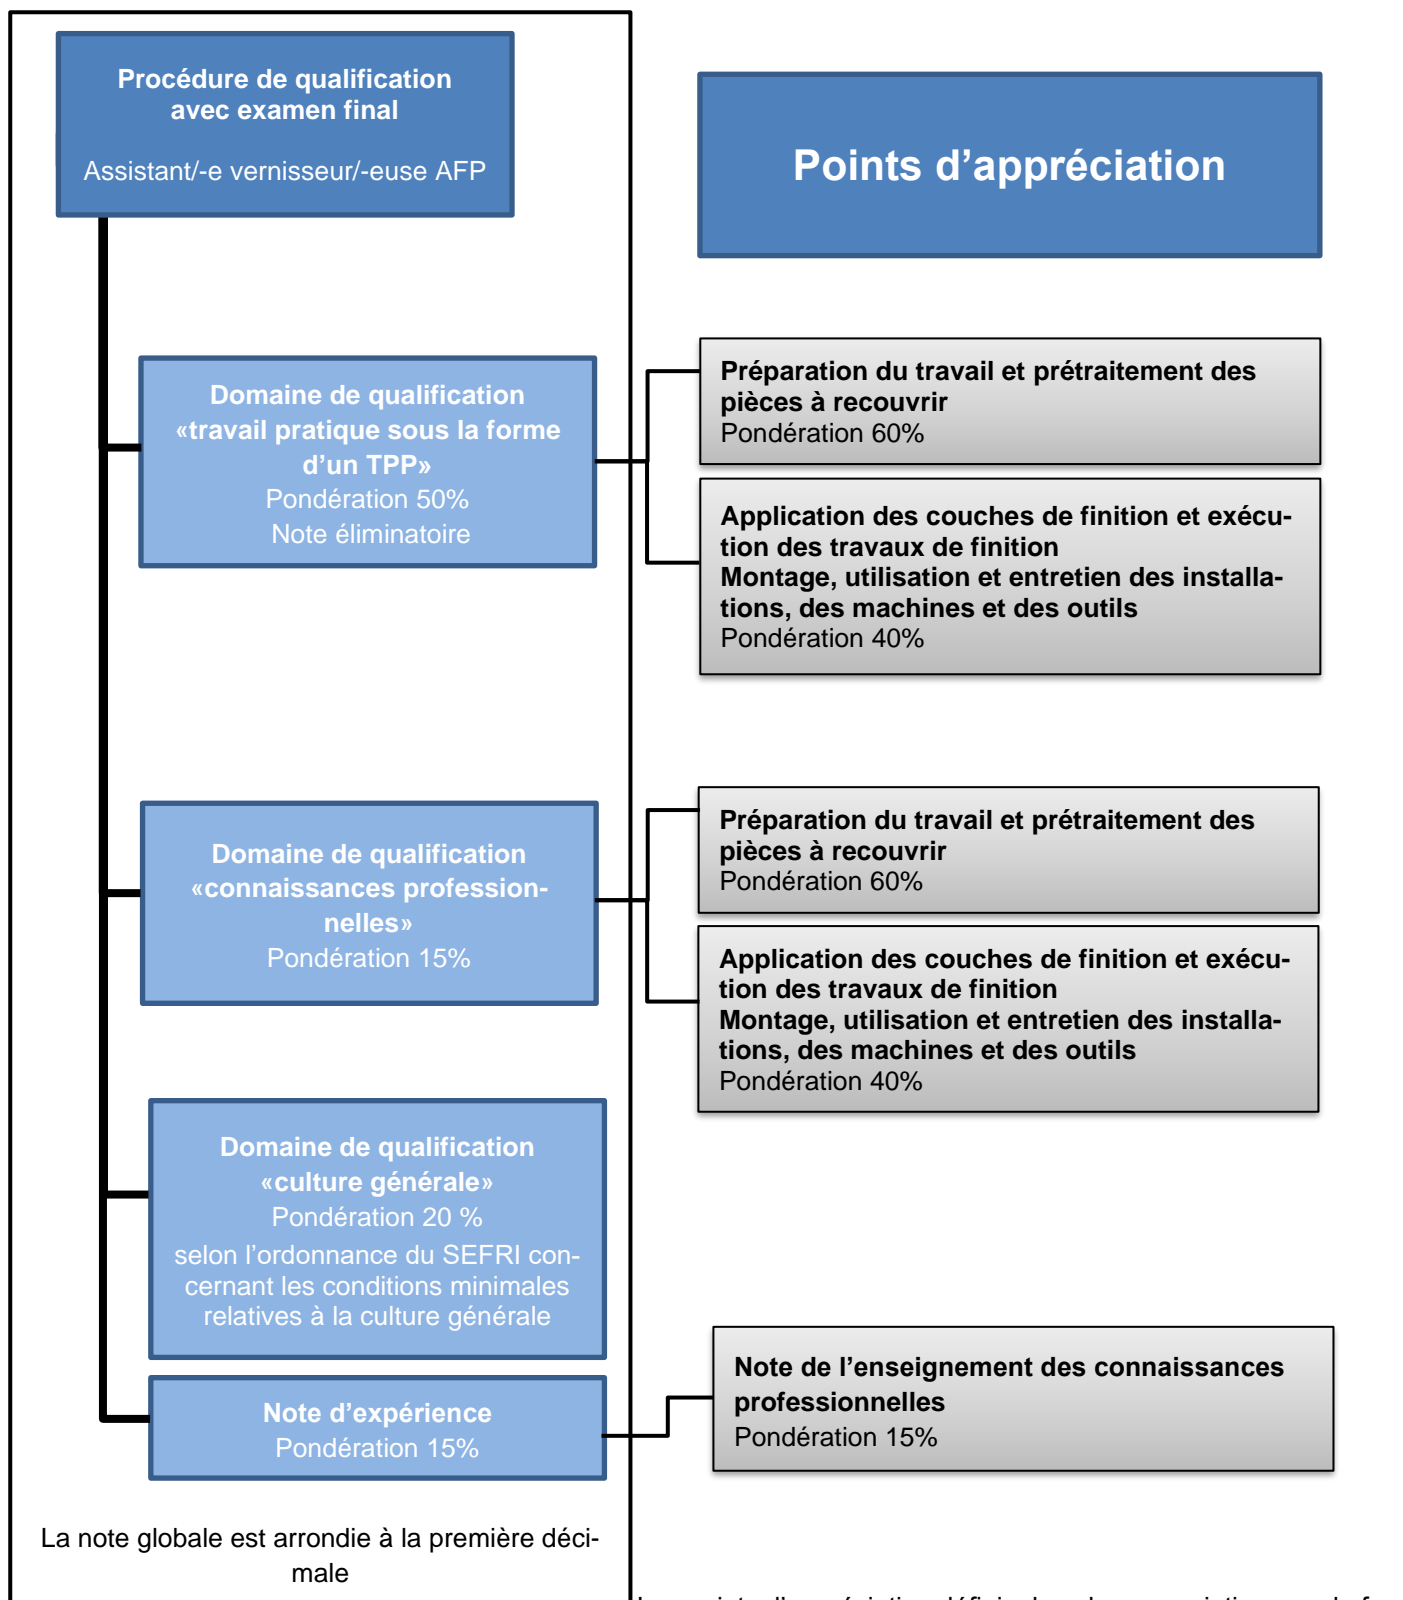 Procédure de qualification
avec examen final
Assistant/-e vernisseur/-euse AFP
Points d’appréciation
Domaine de qualification
«travail pratique sous la forme
d’un TPP»
Pondération 50%
Note éliminatoire
Préparation du travail et prétraitement des
pièces à recouvrir
Pondération 60%
Application des couches de finition et exécu-
tion des travaux de finition
Montage, utilisation et entretien des installa-
tions, des machines et des outils
Pondération 40%
Domaine de qualification
«connaissances profession-
nelles»
Pondération 15%
Préparation du travail et prétraitement des
pièces à recouvrir
Pondération 60%
Application des couches de finition et exécu-
tion des travaux de finition
Montage, utilisation et entretien des installa-
tions, des machines et des outils
Pondération 40%
Domaine de qualification
«culture générale»
Pondération 20 %
selon l’ordonnance du SEFRI con-
cernant les conditions minimales
relatives à la culture générale
Note d’expérience
Pondération 15%
Note de l’enseignement des connaissances
professionnelles
Pondération 15%
La note globale est arrondie à la première déci-
male